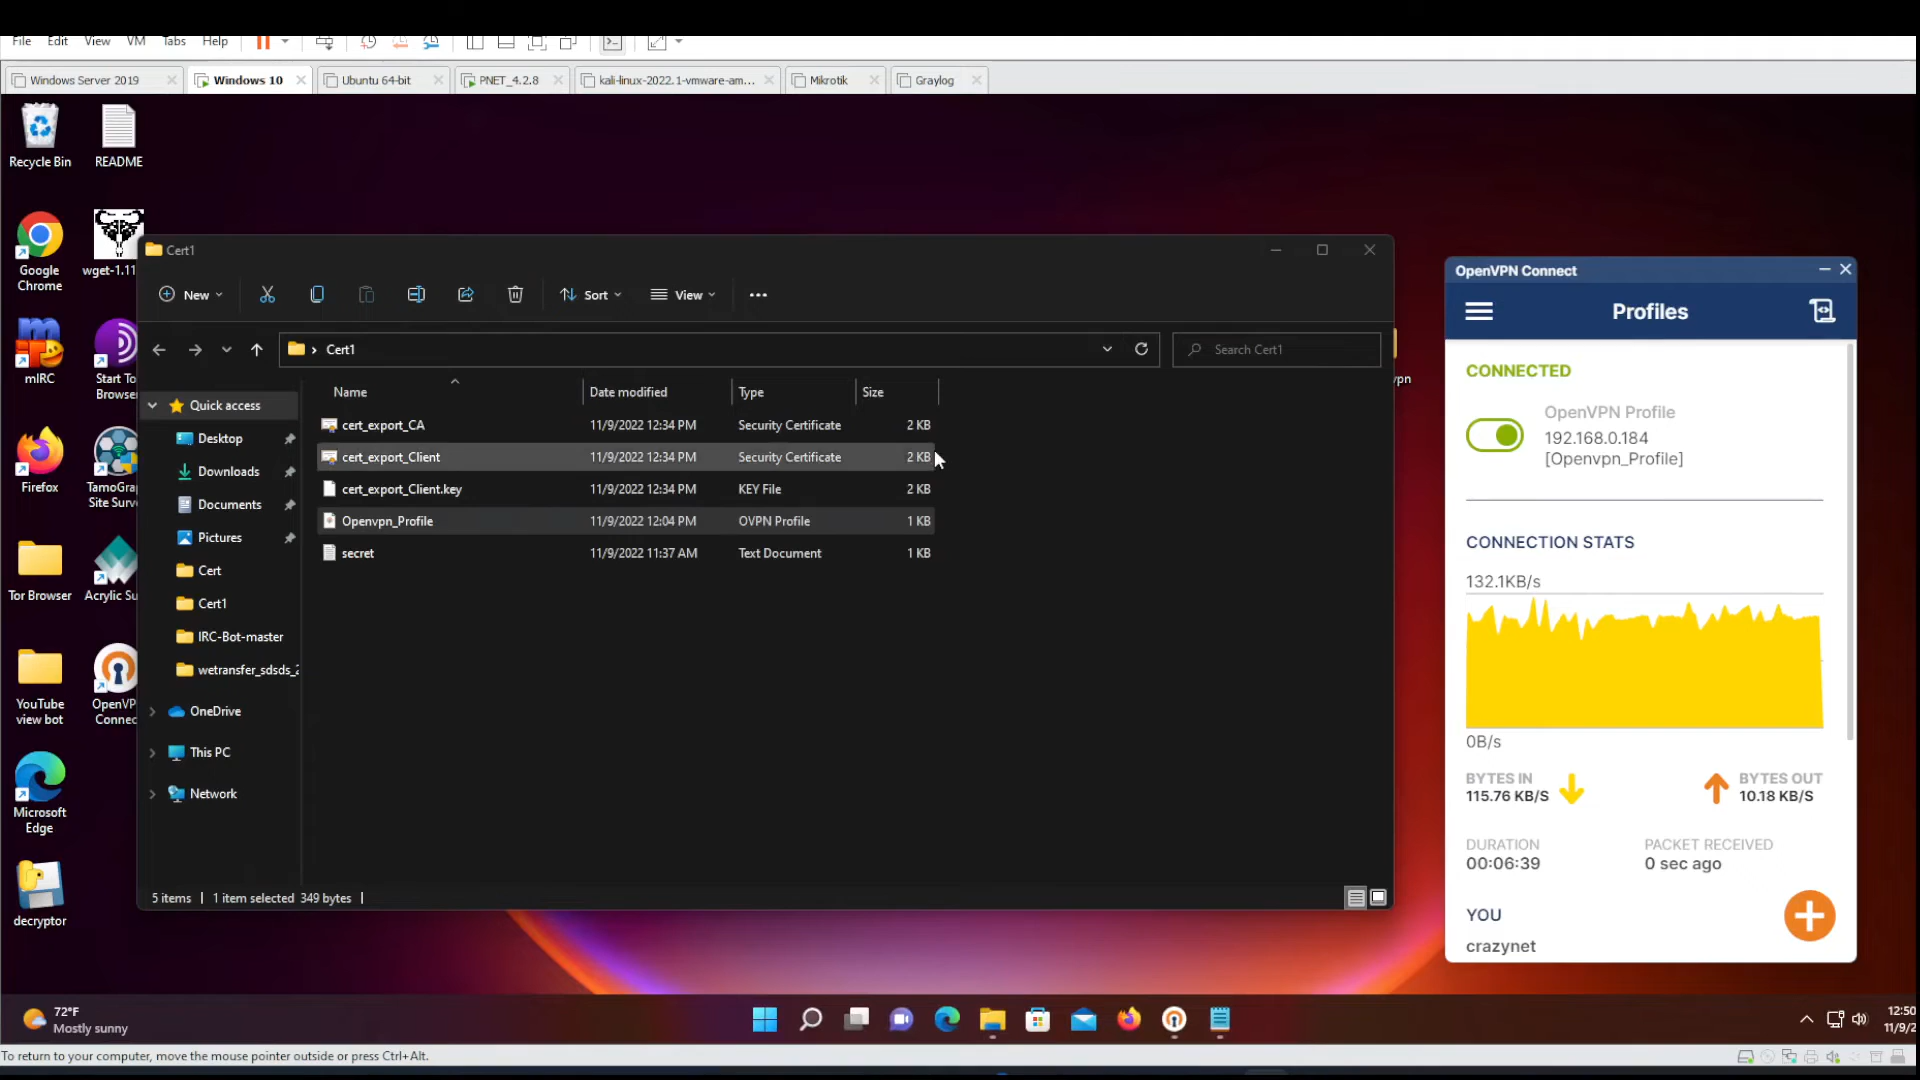 File Edit View VM Tabs Help
Windows Server 2019 Windows 10 Ubuntu 64-bit PNET_4.2.8 kali-linux-2022.1-vmware-am... Mikrotik Graylog
Recycle Bin
README
Google
Chrome
wget-1.11
mIRC
Start To
Browser
Firefox
TamoGra
Site Surv
Tor Browser
Acrylic Su
YouTube
view bot
OpenVP
Connec
Microsoft
Edge
decryptor
Cert1
New Sort View
Cert1
Search Cert1
vpn
Name Date modified Type Size
cert_export_CA 11/9/2022 12:34 PM Security Certificate 2 KB
cert_export_Client 11/9/2022 12:34 PM Security Certificate 2 KB
cert_export_Client.key 11/9/2022 12:34 PM KEY File 2 KB
Openvpn_Profile 11/9/2022 12:04 PM OVPN Profile 1 KB
secret 11/9/2022 11:37 AM Text Document 1 KB
Quick access
Desktop
Downloads
Documents
Pictures
Cert
Cert1
IRC-Bot-master
wetransfer_sdsds_2
OneDrive
This PC
Network
5 items 1 item selected 349 bytes
OpenVPN Connect
Profiles
CONNECTED
OpenVPN Profile
192.168.0.184
[Openvpn_Profile]
CONNECTION STATS
132.1KB/s
0B/s
BYTES IN
115.76 KB/S
BYTES OUT
10.18 KB/S
DURATION
00:06:39
PACKET RECEIVED
0 sec ago
YOU
crazynet
72°F
Mostly sunny
12:50
11/9/2
To return to your computer, move the mouse pointer outside or press Ctrl+Alt.